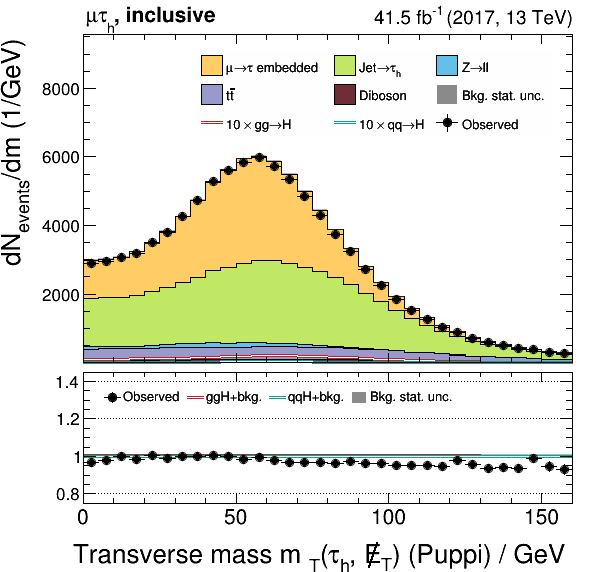 μτh, inclusive 41.5 fb-1 (2017, 13 TeV)
dNevents/dm (1/GeV)
8000
6000
4000
2000
μ→τ embedded Jet→τh Z→ll
tt̄ Diboson Bkg. stat. unc.
10 × gg→H 10 × qq→H Observed
1.4
1.2
1
0.8
Observed ggH+bkg. qqH+bkg. Bkg. stat. unc.
0 50 100 150
Transverse mass m T(τh, E̸T) (Puppi) / GeV